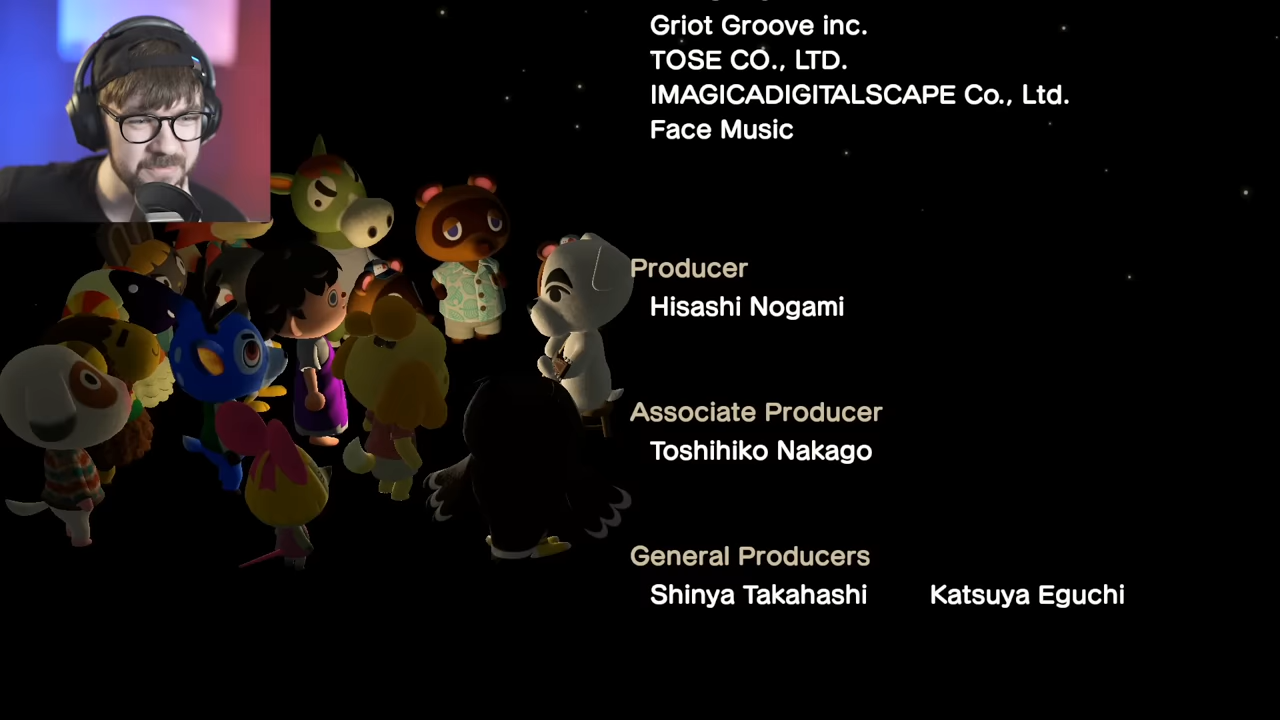 Griot Groove inc.
TOSE CO., LTD.
IMAGICADIGITALSCAPE Co., Ltd.
Face Music
Producer
Hisashi Nogami
Associate Producer
Toshihiko Nakago
General Producers
Shinya Takahashi Katsuya Eguchi